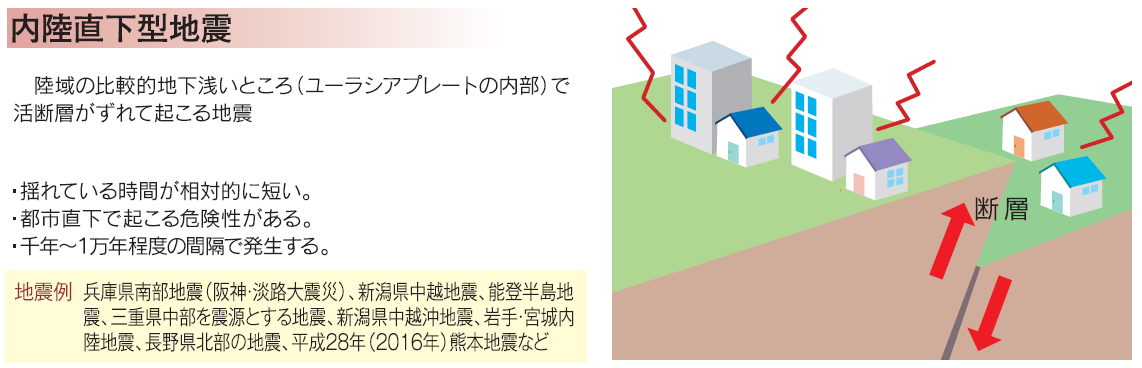 内陸直下型地震
陸域の比較的地下浅いところ（ユーラシアプレートの内部）で
活断層がずれて起こる地震
・揺れている時間が相対的に短い。
・都市直下で起こる危険性がある。
・千年～1万年程度の間隔で発生する。
地震例 兵庫県南部地震（阪神・淡路大震災）、新潟県中越地震、能登半島地
震、三重県中部を震源とする地震、新潟県中越沖地震、岩手・宮城内
陸地震、長野県北部の地震、平成28年（2016年）熊本地震など
断層